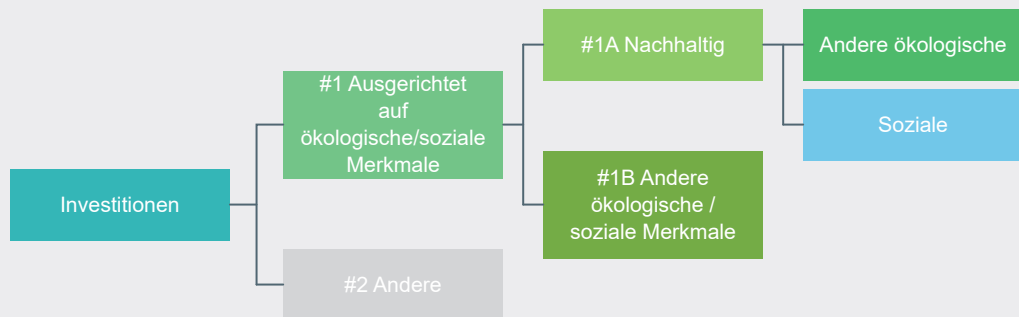 Investitionen
#1 Ausgerichtet
auf
ökologische/soziale
Merkmale
#2 Andere
#1A Nachhaltig
#1B Andere
ökologische /
soziale Merkmale
Andere ökologische
Soziale